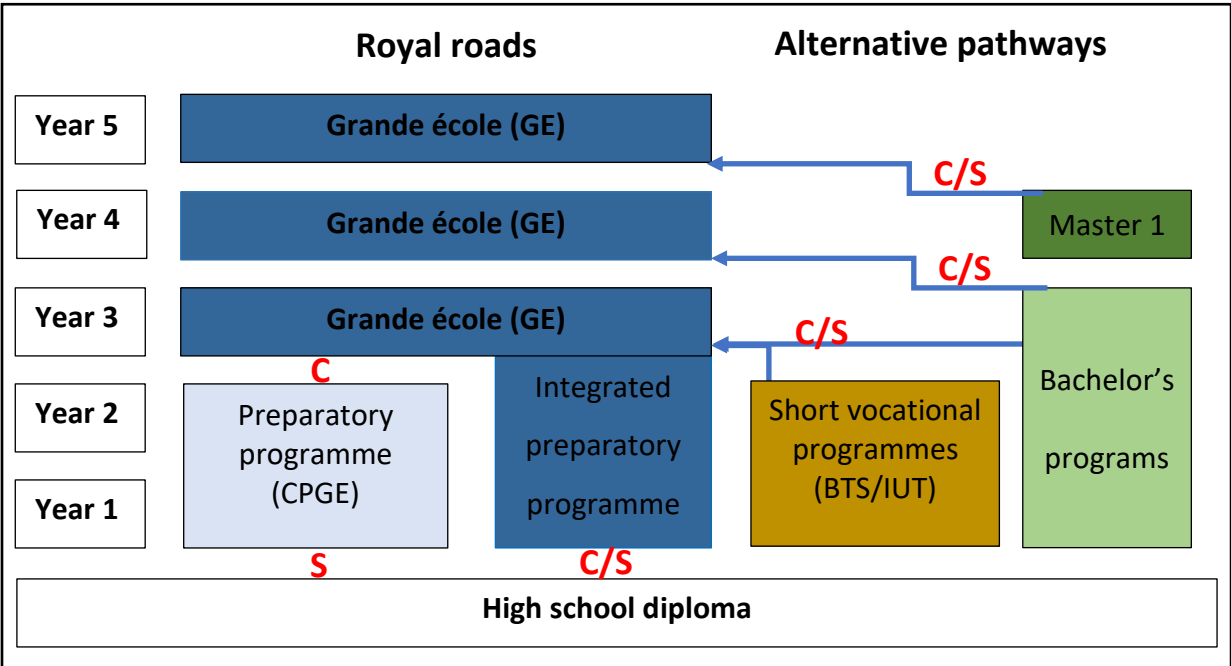 Royal roads
Alternative pathways
Year 5
Grande école (GE)
C/S
Year 4
Grande école (GE)
Master 1
C/S
Year 3
Grande école (GE)
C/S
C
Year 2
Preparatory
programme
(CPGE)
Integrated
preparatory
programme
Short vocational
programmes
(BTS/IUT)
Bachelor's
programs
Year 1
S
C/S
High school diploma